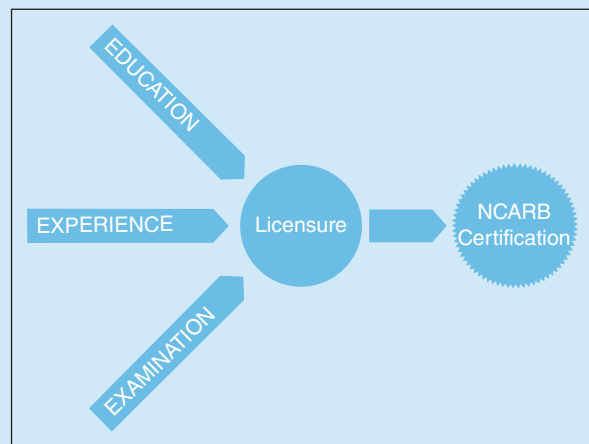 EDUCATION
EXPERIENCE
EXAMINATION
Licensure
NCARB
Certification